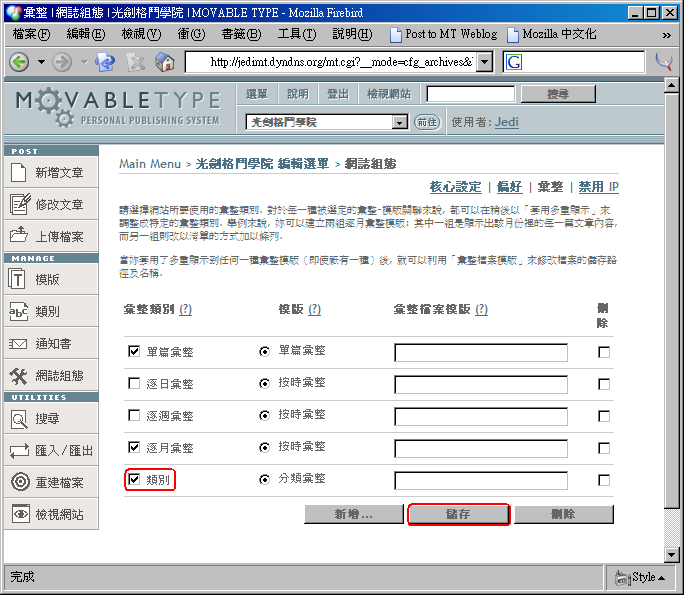 彙整 | 網誌組態 | 光劍格鬥學院 | MOVABLE TYPE - Mozilla Firebird
檔案(F) 編輯(E) 檢視(V) 衝(G) 書籤(B) 工具(T) 說明(H) Post to MT Weblog Mozilla 中文化 »
http://jedimt.dyndns.org/mt.cgi?__mode=cfg_archives&
G
MOVABLETYPE
PERSONAL PUBLISHING SYSTEM
選單 說明 登出 檢視網站 搜尋
光劍格鬥學院 前往 使用者: Jedi
POST
新增文章
修改文章
上傳檔案
MANAGE
模版
類別
通知書
網誌組態
UTILITIES
搜尋
匯入/匯出
重建檔案
檢視網站
Main Menu > 光劍格鬥學院 編輯選單 > 網誌組態
核心設定 | 偏好 | 彙整 | 禁用 IP
請選擇網站所要使用的彙整類別. 對於每一種被選定的彙整-模版關聯來說, 都可以在稍後以「套用多重顯示」來
調整成特定的彙整類別. 舉例來說, 妳可以建立兩組逐月彙整模版: 其中一組是顯示出該月份裡的每一篇文章內容,
而另一組則改以清單的方式加以條列.
當妳套用了多重顯示到任何一種彙整模版 (即使祇有一種) 後, 就可以利用「彙整檔案模版」來修改檔案的儲存路
徑及名稱.
彙整類別 (?) 模版 (?) 彙整檔案模版 (?) 刪除
單篇彙整 單篇彙整
逐日彙整 按時彙整
逐週彙整 按時彙整
逐月彙整 按時彙整
類別 分類彙整
新增... 儲存 刪除
完成 Style